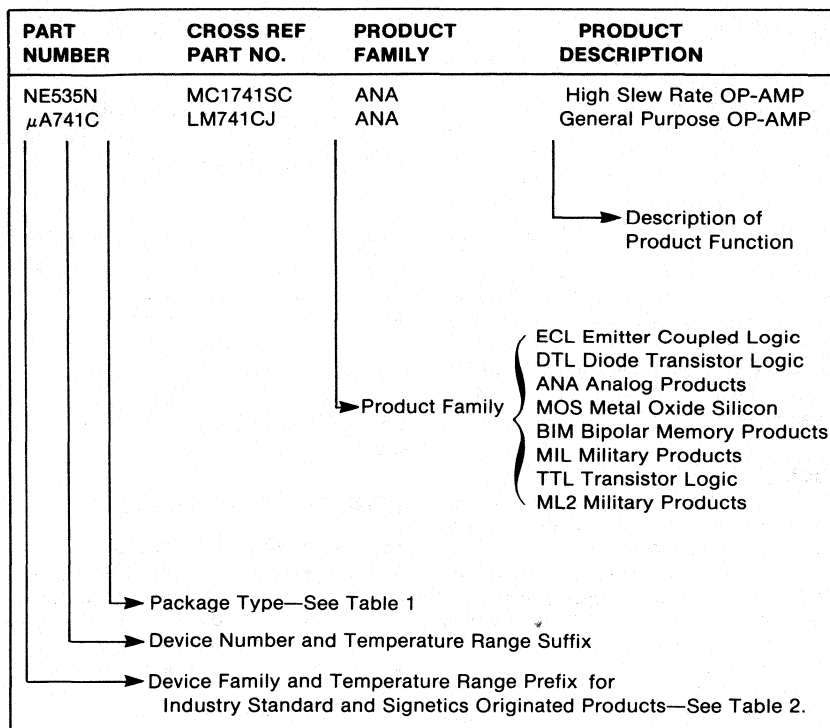 PART NUMBER CROSS REF PART NO. PRODUCT FAMILY PRODUCT DESCRIPTION
NE535N MC1741SC ANA High Slew Rate OP-AMP
μA741C LM741CJ ANA General Purpose OP-AMP
Description of
Product Function
Product Family
ECL Emitter Coupled Logic
DTL Diode Transistor Logic
ANA Analog Products
MOS Metal Oxide Silicon
BIM Bipolar Memory Products
MIL Military Products
TTL Transistor Logic
ML2 Military Products
Package Type—See Table 1
Device Number and Temperature Range Suffix
Device Family and Temperature Range Prefix for
Industry Standard and Signetics Originated Products—See Table 2.